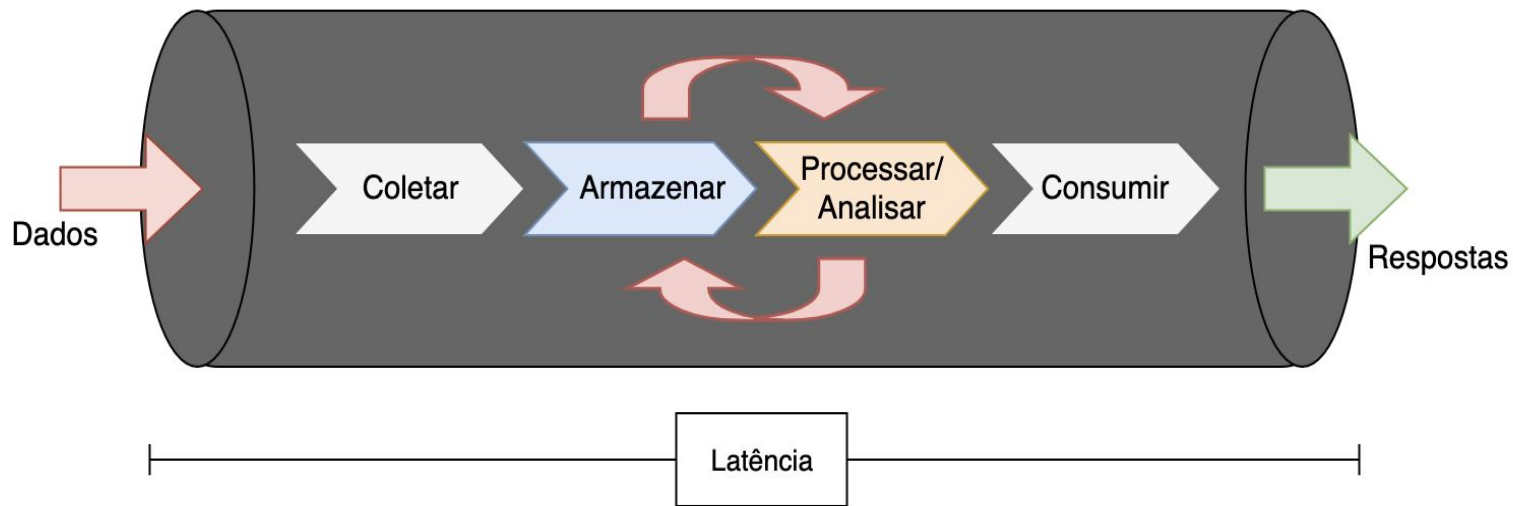 Coletar
Armazenar
Processar/
Analisar
Consumir
Dados
Respostas
Latência